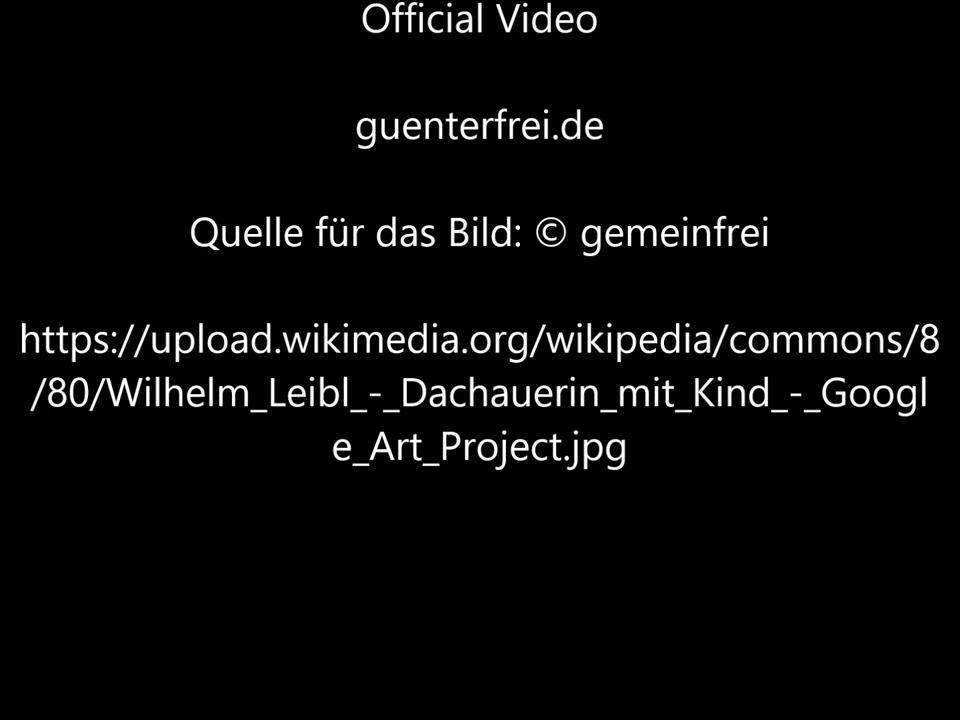 Official Video
guenterfrei.de
Quelle für das Bild: © gemeinfrei
https://upload.wikimedia.org/wikipedia/commons/8
/80/Wilhelm_Leibl_-_Dachauerin_mit_Kind_-_Googl
e_Art_Project.jpg